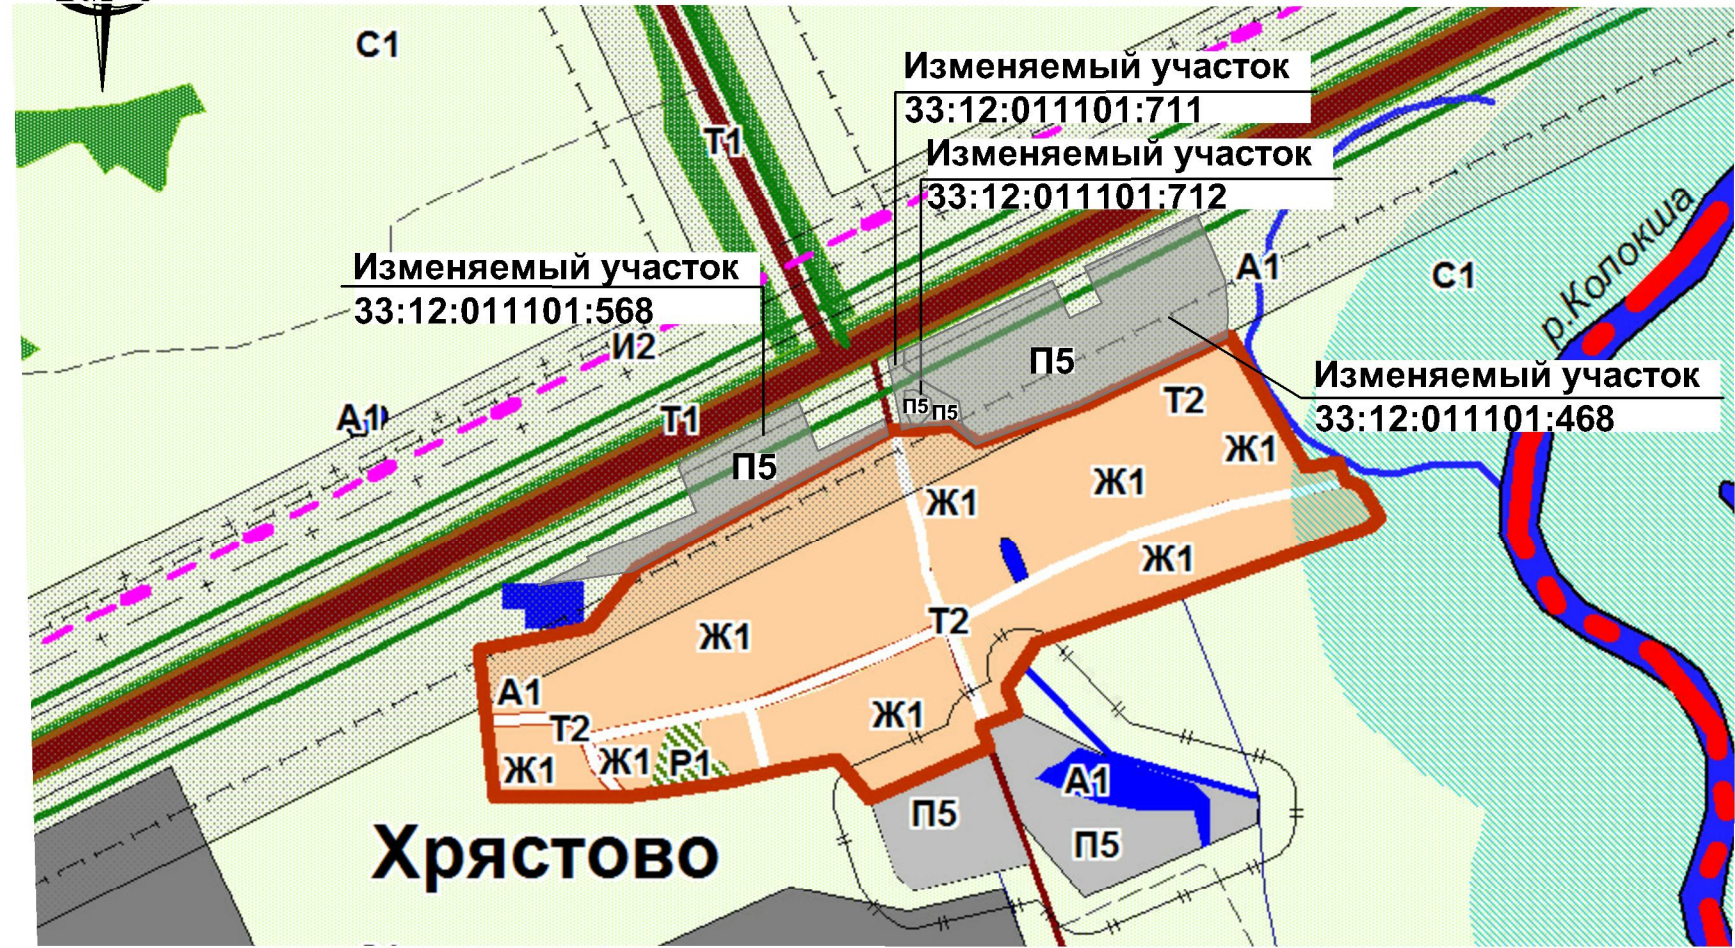 С1
Изменяемый участок
33:12:011101:711
Т1
Изменяемый участок
33:12:011101:712
р.Колокша
Изменяемый участок
33:12:011101:568
А1
С1
И2
П5
Изменяемый участок
33:12:011101:468
А1
Т1
П5
П5
Т2
П5
Ж1
Ж1
Ж1
Ж1
Т2
Ж1
А1
Т2
Ж1
Ж1
Ж1
Р1
А1
П5
П5
Хрястово